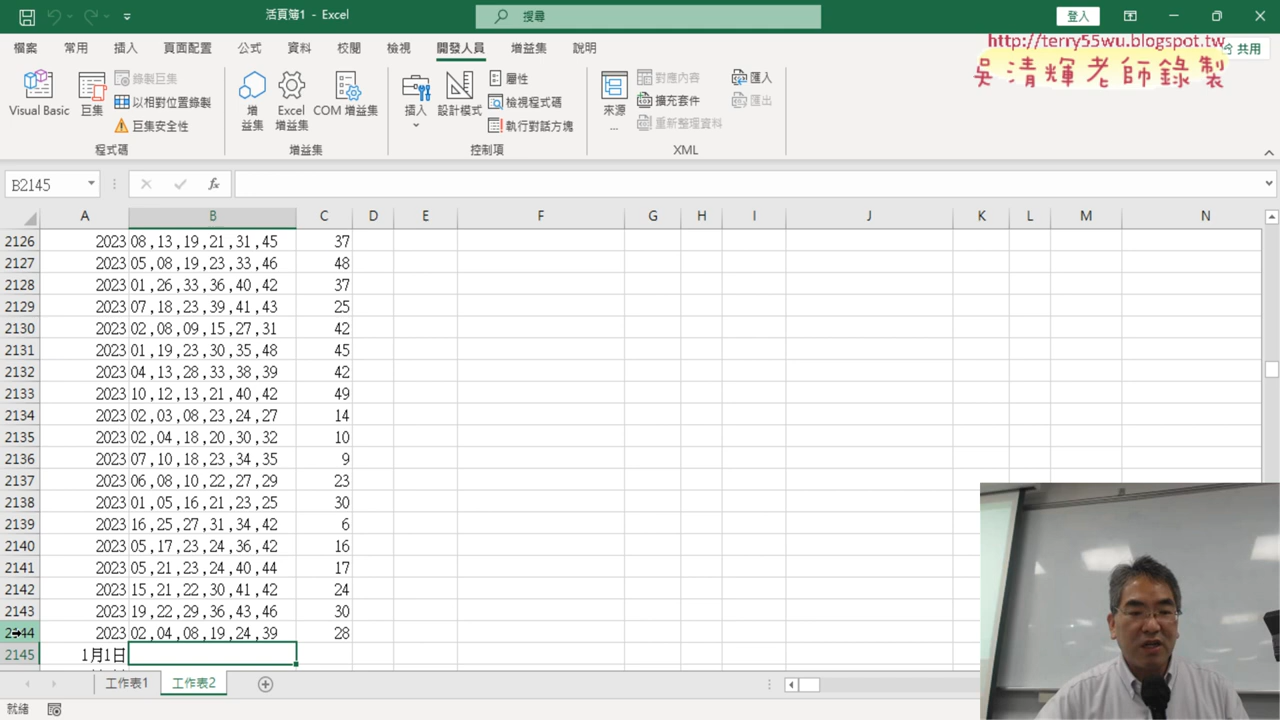 活頁簿1 - Excel
搜尋
登入
檔案 常用 插入 頁面配置 公式 資料 校閱 檢視 開發人員 增益集 說明
共用
http://terry55wu.blogspot.tw
吳清輝老師錄製
Visual Basic
巨集
錄製巨集
以相對位置錄製
巨集安全性
程式碼
增益集
Excel 增益集
COM 增益集
增益集
插入
設計模式
屬性
檢視程式碼
執行對話方塊
控制項
來源
...
對應內容
擴充套件
重新整理資料
匯入
匯出
XML
B2145
fx
A B C D E F G H I J K L M N
2126 2023 08,13,19,21,31,45 37
2127 2023 05,08,19,23,33,46 48
2128 2023 01,26,33,36,40,42 37
2129 2023 07,18,23,39,41,43 25
2130 2023 02,08,09,15,27,31 42
2131 2023 01,19,23,30,35,48 45
2132 2023 04,13,28,33,38,39 42
2133 2023 10,12,13,21,40,42 49
2134 2023 02,03,08,23,24,27 14
2135 2023 02,04,18,20,30,32 10
2136 2023 07,10,18,23,34,35 9
2137 2023 06,08,10,22,27,29 23
2138 2023 01,05,16,21,23,25 30
2139 2023 16,25,27,31,34,42 6
2140 2023 05,17,23,24,36,42 16
2141 2023 05,21,23,24,40,44 17
2142 2023 15,21,22,30,41,42 24
2143 2023 19,22,29,36,43,46 30
2144 2023 02,04,08,19,24,39 28
2145 1月1日
工作表1 工作表2
就緒